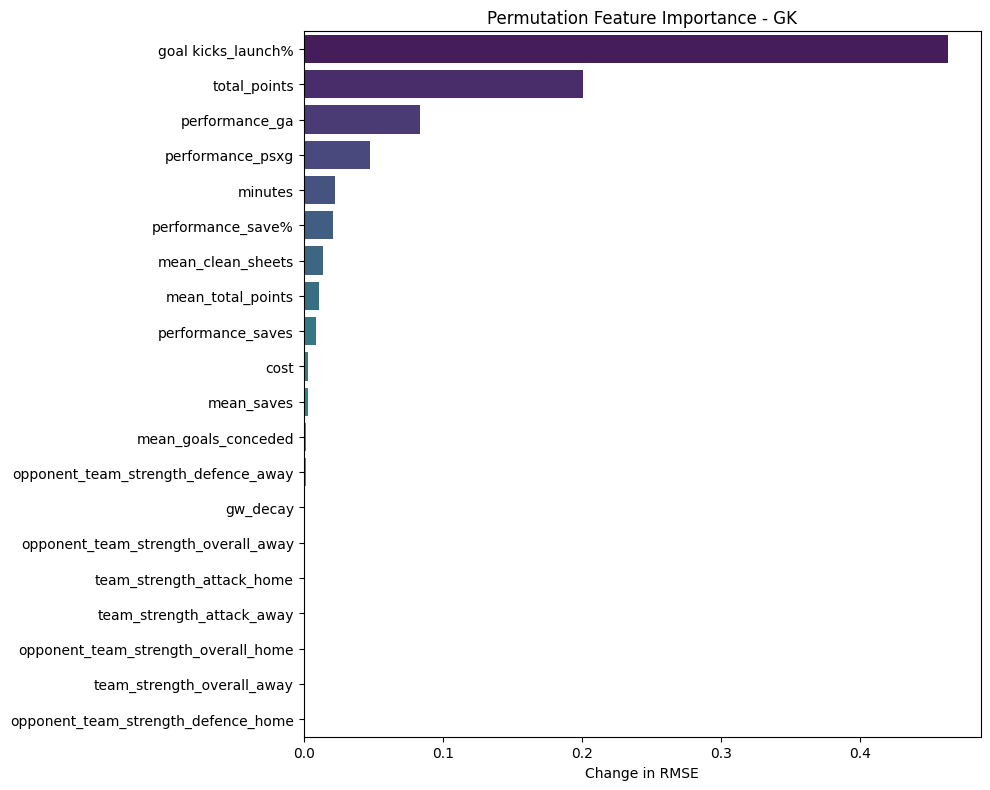 Permutation Feature Importance - GK
goal kicks_launch%
total_points
performance_ga
performance_psxg
minutes
performance_save%
mean_clean_sheets
mean_total_points
performance_saves
cost
mean_saves
mean_goals_conceded
opponent_team_strength_defence_away
gw_decay
opponent_team_strength_overall_away
team_strength_attack_home
team_strength_attack_away
opponent_team_strength_overall_home
team_strength_overall_away
opponent_team_strength_defence_home
0.0 0.1 0.2 0.3 0.4
Change in RMSE